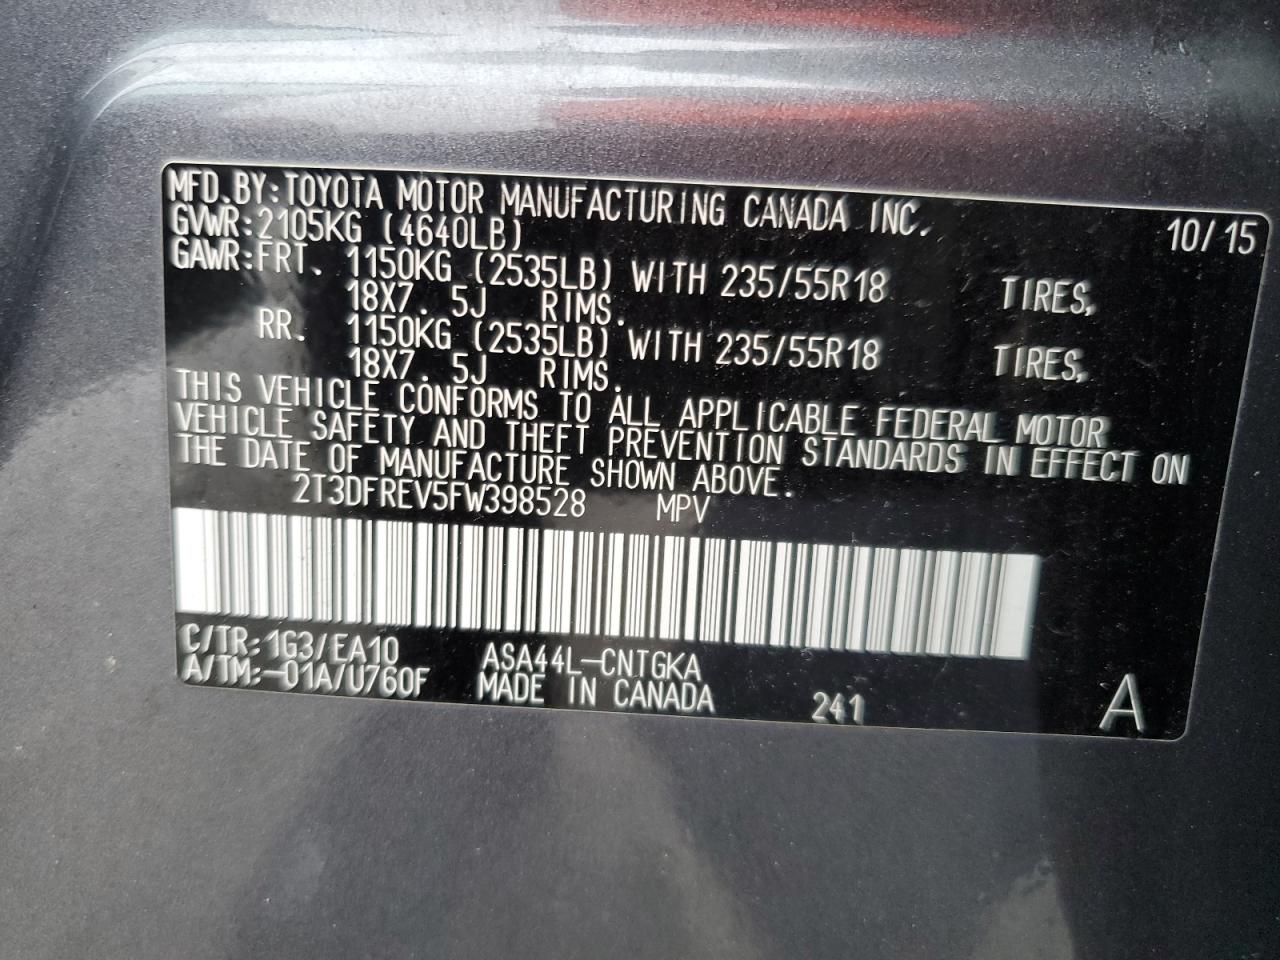 MFD.BY:TOYOTA MOTOR MANUFACTURING CANADA INC. 10/15
GVWR:2105KG (4640LB)
GAWR:FRT. 1150KG (2535LB) WITH 235/55R18 TIRES,
18X7. 5J RIMS.
RR. 1150KG (2535LB) WITH 235/55R18 TIRES,
18X7. 5J RIMS.
THIS VEHICLE CONFORMS TO ALL APPLICABLE FEDERAL MOTOR
VEHICLE SAFETY AND THEFT PREVENTION STANDARDS IN EFFECT ON
THE DATE OF MANUFACTURE SHOWN ABOVE.
2T3DFREV5FW398528 MPV
C/TR:1G3/EA10 ASA44L-CNTGKA
A/TM:-01A/U760F MADE IN CANADA 241 A